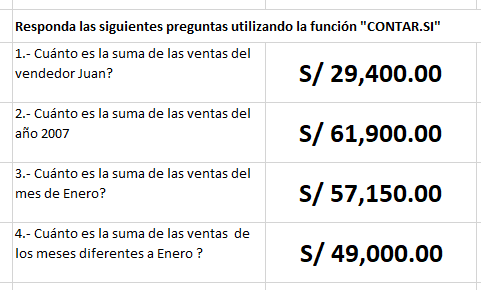 Responda las siguientes preguntas utilizando la función "CONTAR.SI"
1.- Cuánto es la suma de las ventas del
vendedor Juan?
S/ 29,400.00
2.- Cuánto es la suma de las ventas del
año 2007
S/ 61,900.00
3.- Cuánto es la suma de las ventas del
mes de Enero?
S/ 57,150.00
4.- Cuánto es la suma de las ventas  de
los meses diferentes a Enero ?
S/ 49,000.00